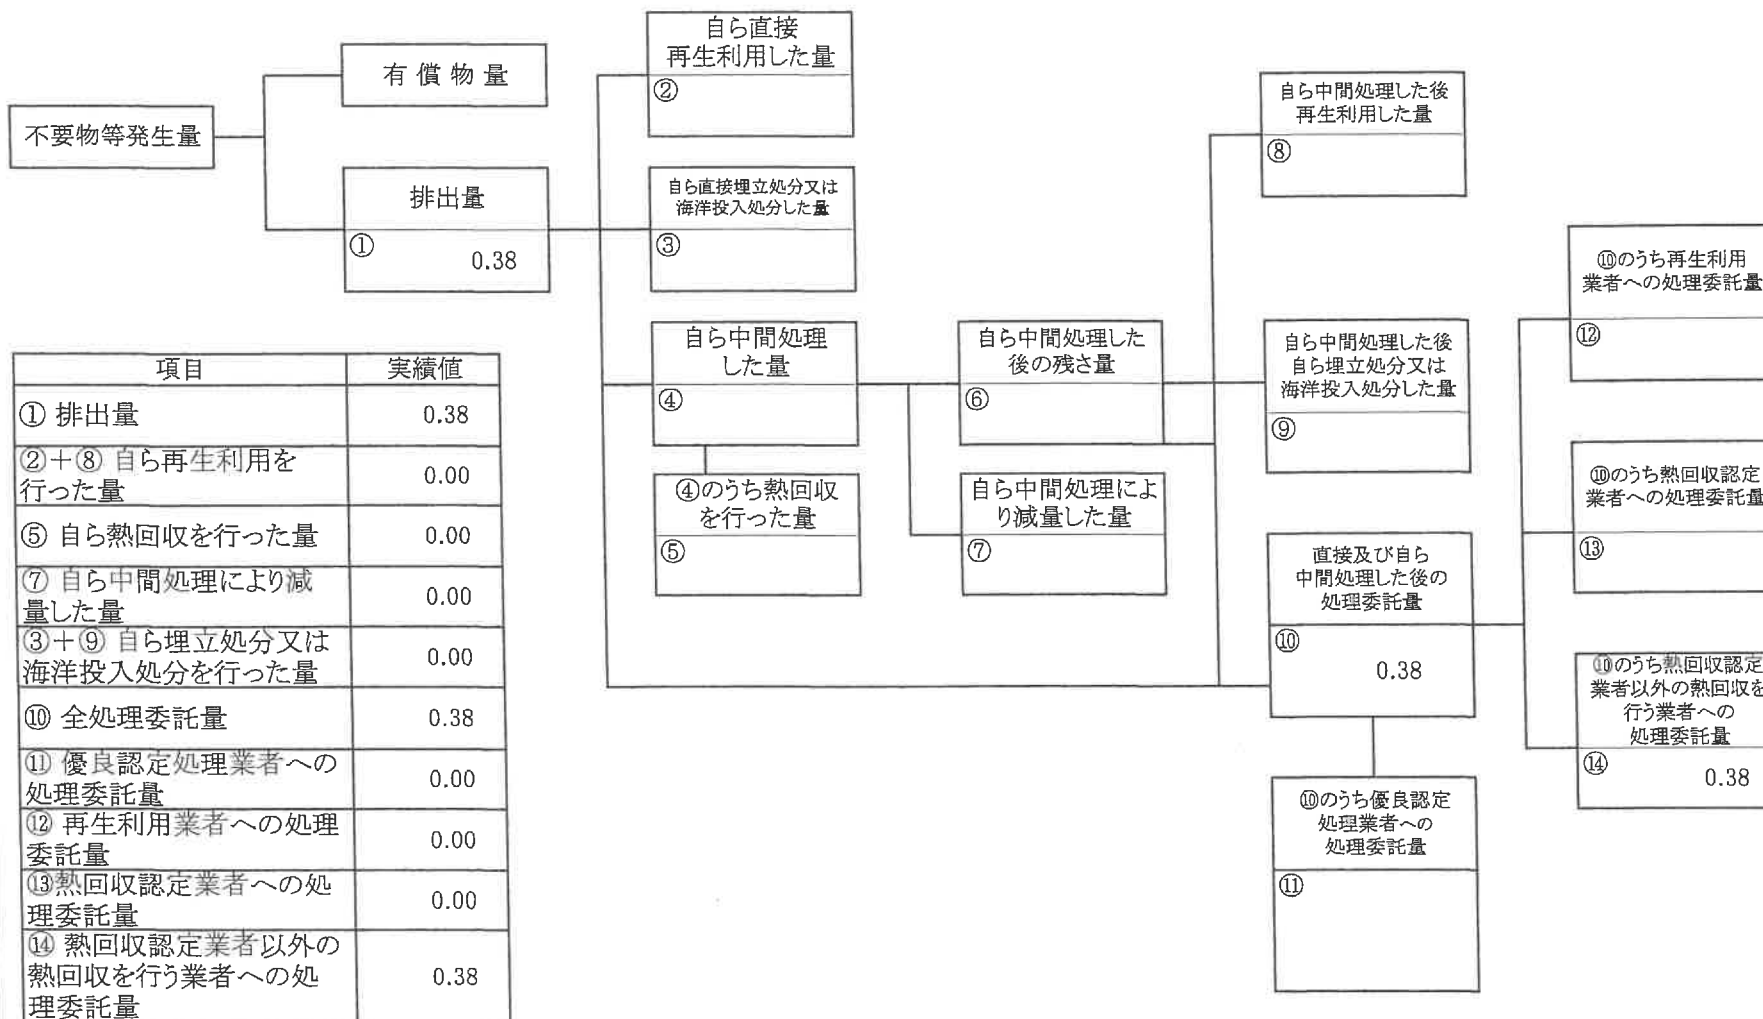 不要物等発生量
有償物量
排出量
①
0.38
自ら直接
再生利用した量
②
自ら直接埋立処分又は
海洋投入処分した量
③
自ら中間処理
した量
④
④のうち熱回収
を行った量
⑤
自ら中間処理した
後の残さ量
⑥
自ら中間処理によ
り減量した量
⑦
自ら中間処理した後
再生利用した量
⑧
自ら中間処理した後
自ら埋立処分又は
海洋投入処分した量
⑨
直接及び自ら
中間処理した後の
処理委託量
⑩
0.38
⑩のうち優良認定
処理業者への
処理委託量
⑪
⑩のうち再生利用
業者への処理委託量
⑫
⑩のうち熱回収認定
業者への処理委託量
⑬
⑩のうち熱回収認定
業者以外の熱回収を
行う業者への
処理委託量
⑭
0.38
項目 実績値
① 排出量 0.38
②+⑧ 自ら再生利用を
行った量 0.00
⑤ 自ら熱回収を行った量 0.00
⑦ 自ら中間処理により減
量した量 0.00
③+⑨ 自ら埋立処分又は
海洋投入処分を行った量 0.00
⑩ 全処理委託量 0.38
⑪ 優良認定処理業者への
処理委託量 0.00
⑫ 再生利用業者への処理
委託量 0.00
⑬熱回収認定業者への処
理委託量 0.00
⑭ 熱回収認定業者以外の
熱回収を行う業者への処
理委託量 0.38